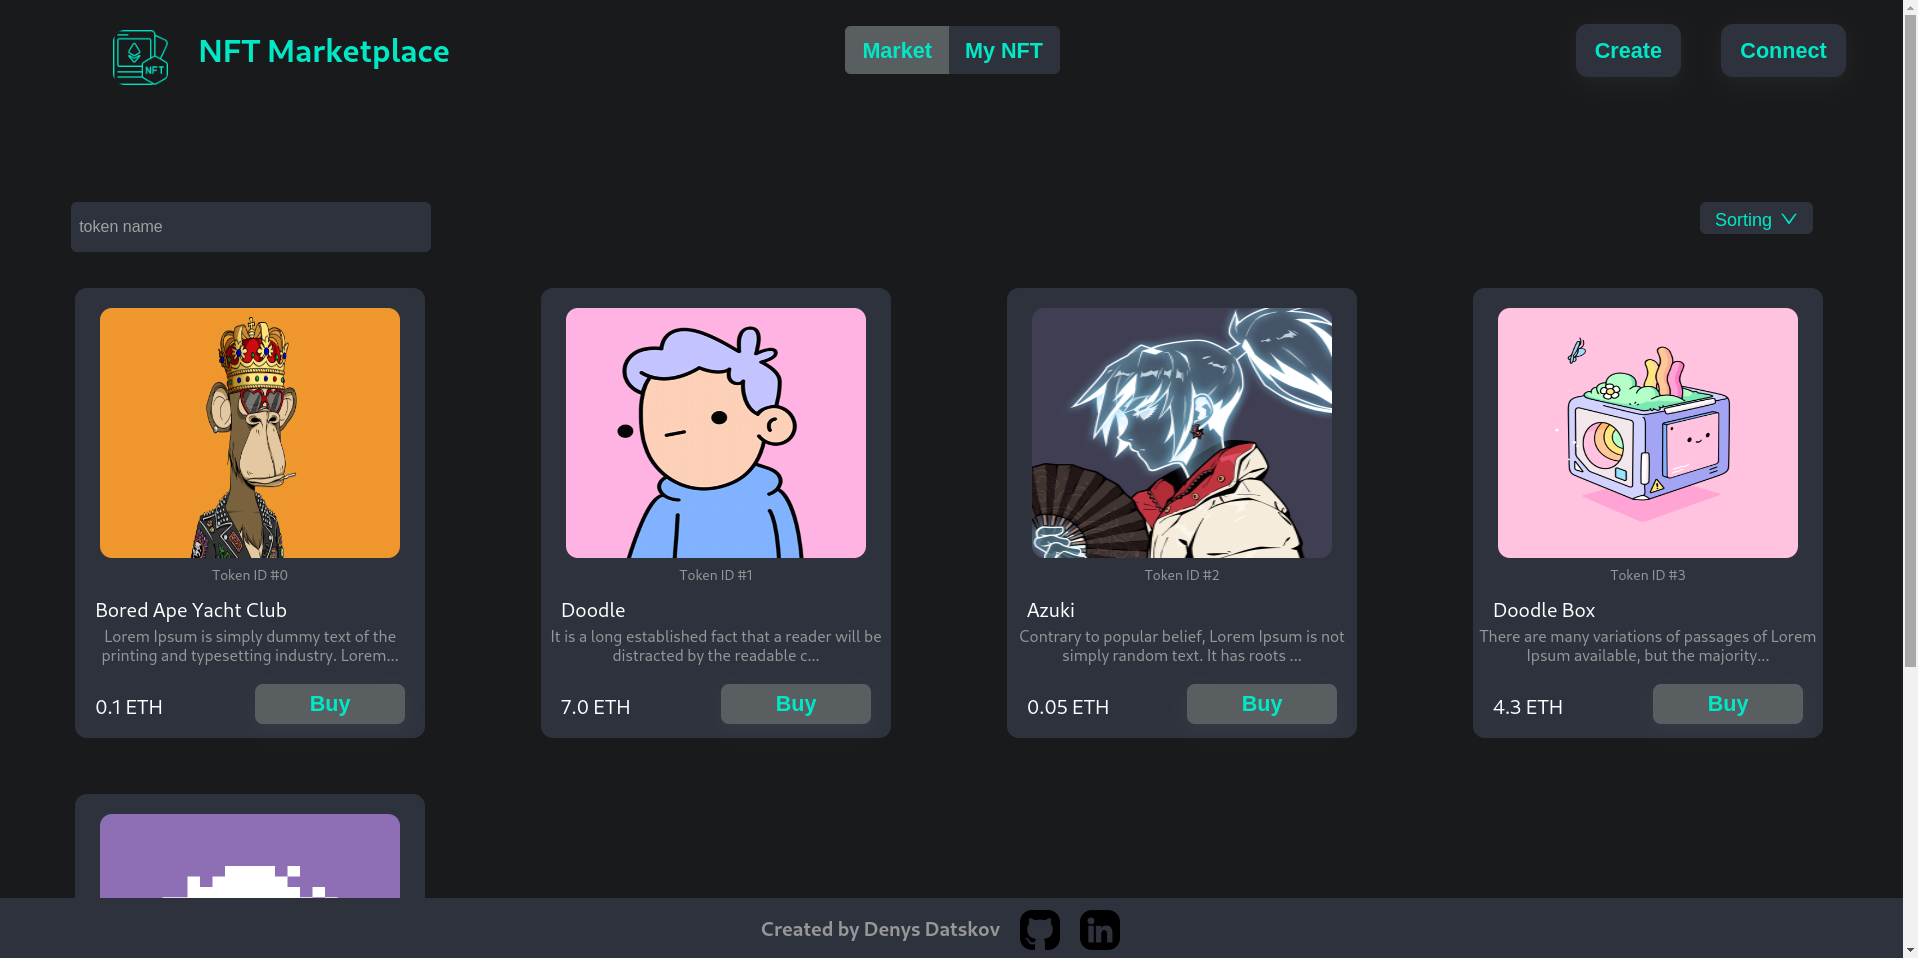 NFT
NFT Marketplace
Market
My NFT
Create
Connect
token name
Sorting
Token ID #0
Bored Ape Yacht Club
Lorem Ipsum is simply dummy text of the
printing and typesetting industry. Lorem...
0.1 ETH
Buy
Token ID #1
Doodle
It is a long established fact that a reader will be
distracted by the readable c...
7.0 ETH
Buy
Token ID #2
Azuki
Contrary to popular belief, Lorem Ipsum is not
simply random text. It has roots ...
0.05 ETH
Buy
Token ID #3
Doodle Box
There are many variations of passages of Lorem
Ipsum available, but the majority...
4.3 ETH
Buy
Created by Denys Datskov
in